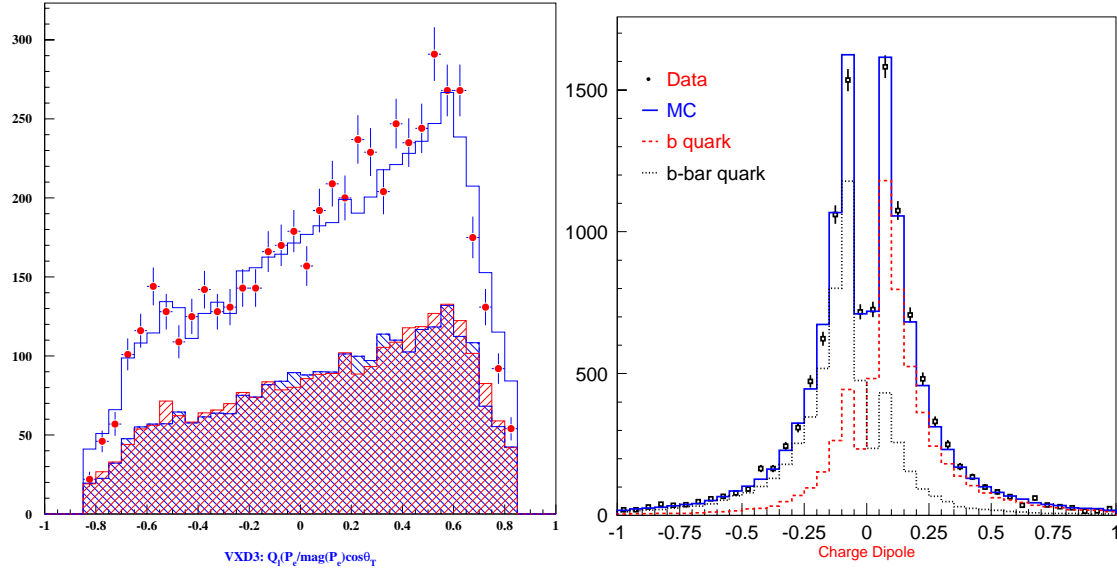 300
250
200
150
100
50
0
-1 -0.8 -0.6 -0.4 -0.2 0 0.2 0.4 0.6 0.8 1
VXD3: Q_l(P_e/mag(P_e)cosθ_T
1500
1000
500
0
Data
MC
b quark
b-bar quark
-1 -0.75 -0.5 -0.25 0 0.25 0.5 0.75 1
Charge Dipole